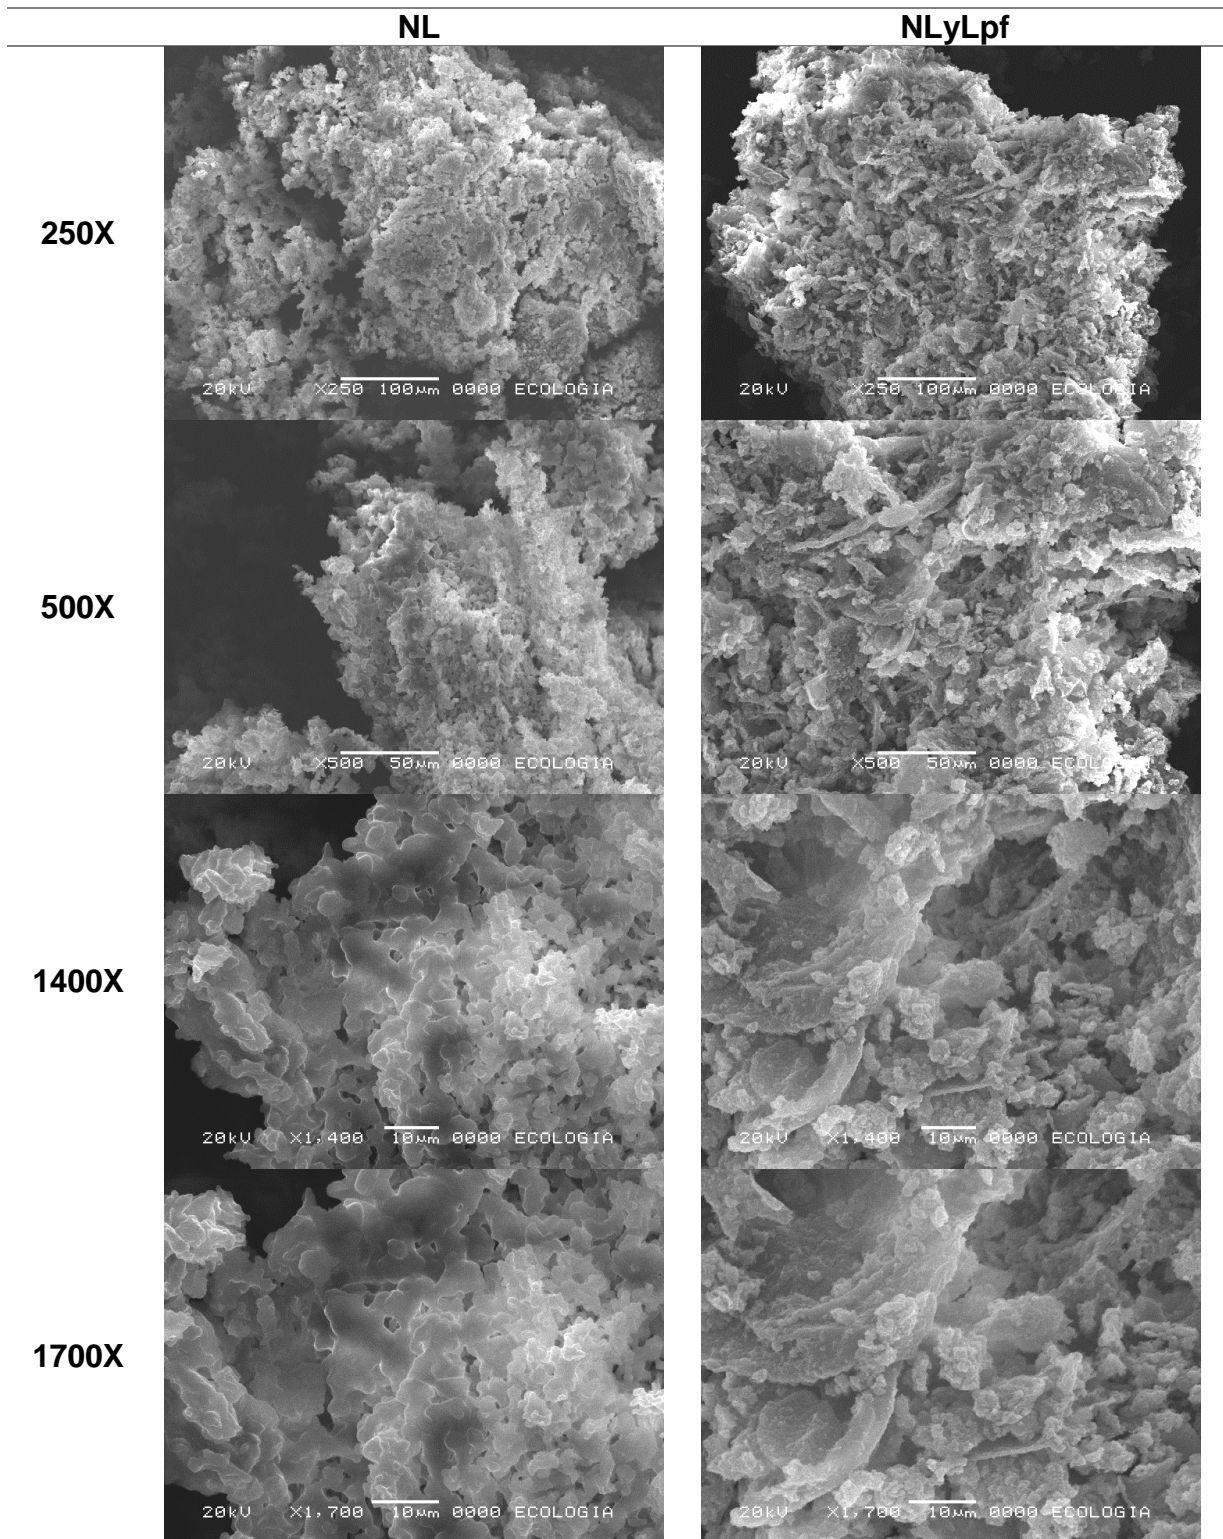 NL NLyLpf
250X
20kV X250 100µm 0000 ECOLOGIA
20kV X250 100µm 0000 ECOLOGIA
500X
20kV X500 50µm 0000 ECOLOGIA
20kV X500 50µm 0000 ECOLOGIA
1400X
20kV X1,400 10µm 0000 ECOLOGIA
20kV X1,400 10µm 0000 ECOLOGIA
1700X
20kV X1,700 10µm 0000 ECOLOGIA
20kV X1,700 10µm 0000 ECOLOGIA